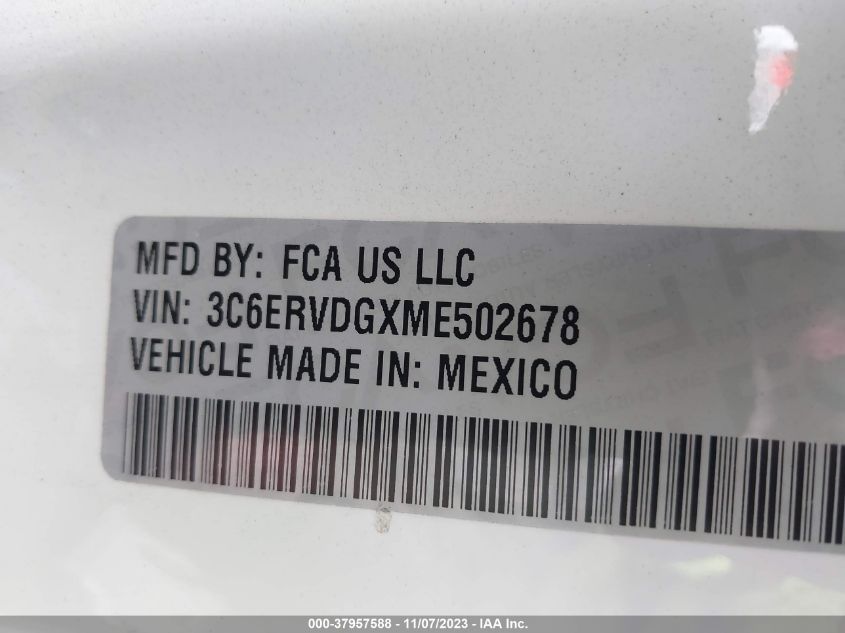 MFD BY: FCA US LLC
VIN: 3C6ERVDGXME502678
VEHICLE MADE IN: MEXICO
000-37957588 - 11/07/2023 - IAA Inc.